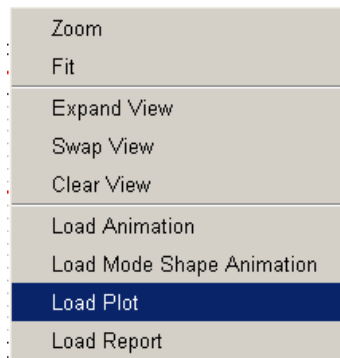 Zoom
Fit
Expand View
Swap View
Clear View
Load Animation
Load Mode Shape Animation
Load Plot
Load Report